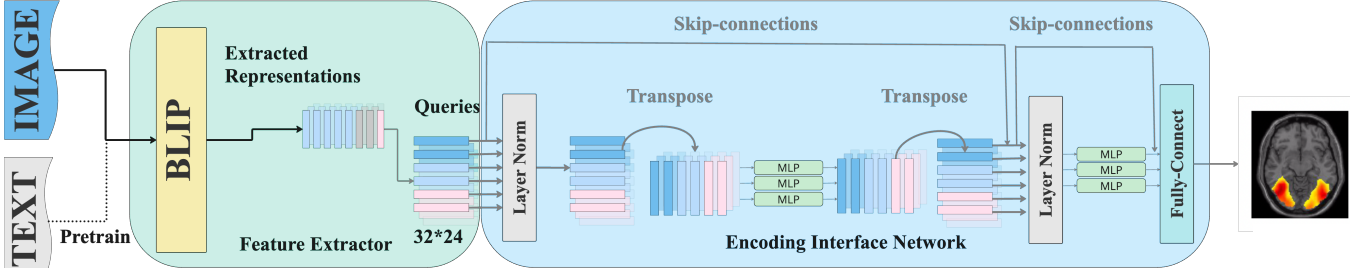 IMAGE
TEXT
Pretrain
BLIP
Extracted
Representations
Feature Extractor
Queries
32*24
Skip-connections
Layer Norm
Transpose
MLP
MLP
MLP
Transpose
Encoding Interface Network
Skip-connections
Layer Norm
MLP
MLP
MLP
Fully-Connect